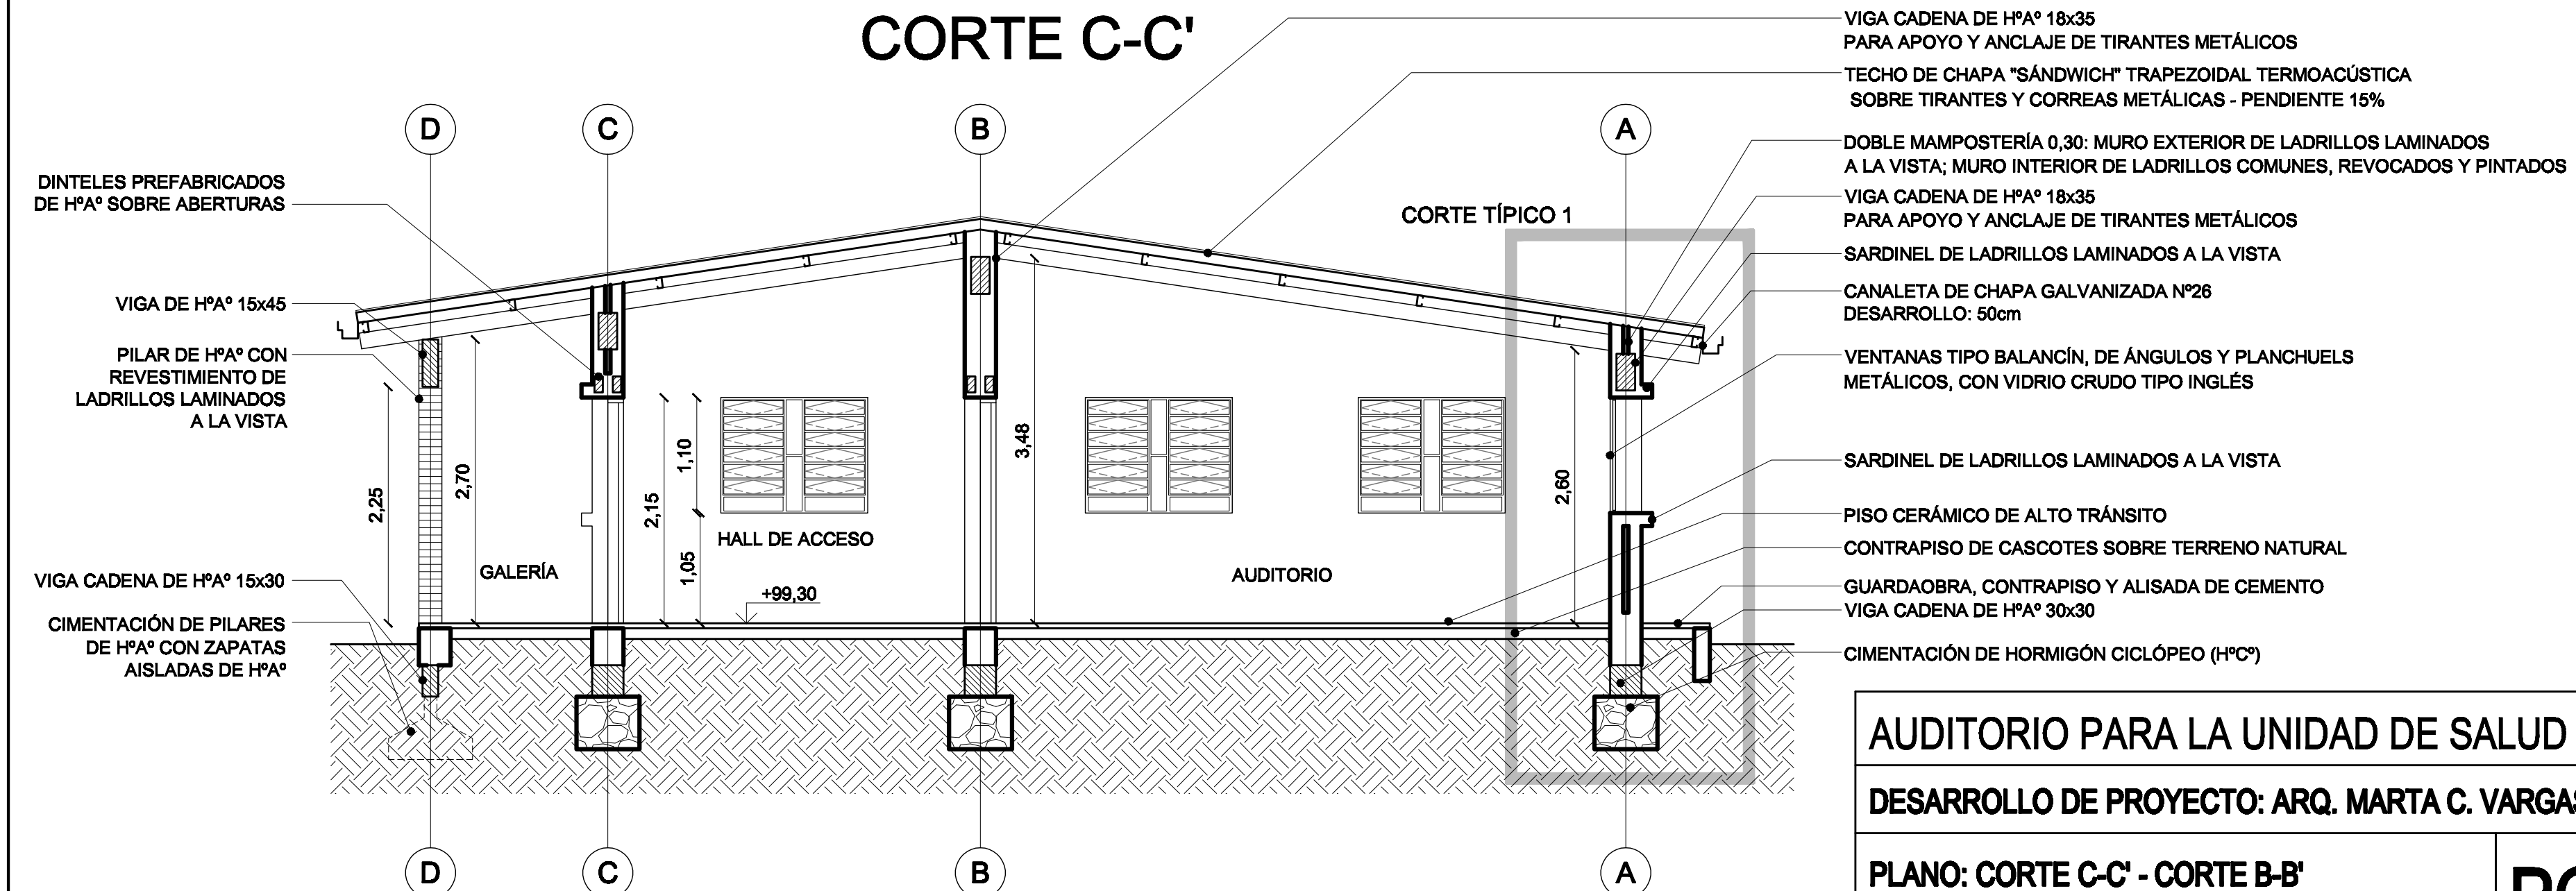 CORTE C-C'
VIGA CADENA DE HºAº 18x35
PARA APOYO Y ANCLAJE DE TIRANTES METÁLICOS
TECHO DE CHAPA "SÁNDWICH" TRAPEZOIDAL TERMOACÚSTICA
SOBRE TIRANTES Y CORREAS METÁLICAS - PENDIENTE 15%
DOBLE MAMPOSTERÍA 0,30: MURO EXTERIOR DE LADRILLOS LAMINADOS
A LA VISTA; MURO INTERIOR DE LADRILLOS COMUNES, REVOCADOS Y PINTADOS
VIGA CADENA DE HºAº 18x35
PARA APOYO Y ANCLAJE DE TIRANTES METÁLICOS
SARDINEL DE LADRILLOS LAMINADOS A LA VISTA
CANALETA DE CHAPA GALVANIZADA Nº26
DESARROLLO: 50cm
VENTANAS TIPO BALANCÍN, DE ÁNGULOS Y PLANCHUELS
METÁLICOS, CON VIDRIO CRUDO TIPO INGLÉS
SARDINEL DE LADRILLOS LAMINADOS A LA VISTA
PISO CERÁMICO DE ALTO TRÁNSITO
CONTRAPISO DE CASCOTES SOBRE TERRENO NATURAL
GUARDAOBRA, CONTRAPISO Y ALISADA DE CEMENTO
VIGA CADENA DE HºAº 30x30
CIMENTACIÓN DE HORMIGÓN CICLÓPEO (HºCº)
D
C
B
A
DINTELES PREFABRICADOS
DE HºAº SOBRE ABERTURAS
VIGA DE HºAº 15x45
PILAR DE HºAº CON
REVESTIMIENTO DE
LADRILLOS LAMINADOS
A LA VISTA
VIGA CADENA DE HºAº 15x30
CIMENTACIÓN DE PILARES
DE HºAº CON ZAPATAS
AISLADAS DE HºAº
CORTE TÍPICO 1
2,25
2,70
2,15
1,10
1,05
3,48
2,60
GALERÍA
HALL DE ACCESO
AUDITORIO
+99,30
D
C
B
A
AUDITORIO PARA LA UNIDAD DE SALUD
DESARROLLO DE PROYECTO: ARQ. MARTA C. VARGAS
PLANO: CORTE C-C' - CORTE B-B'